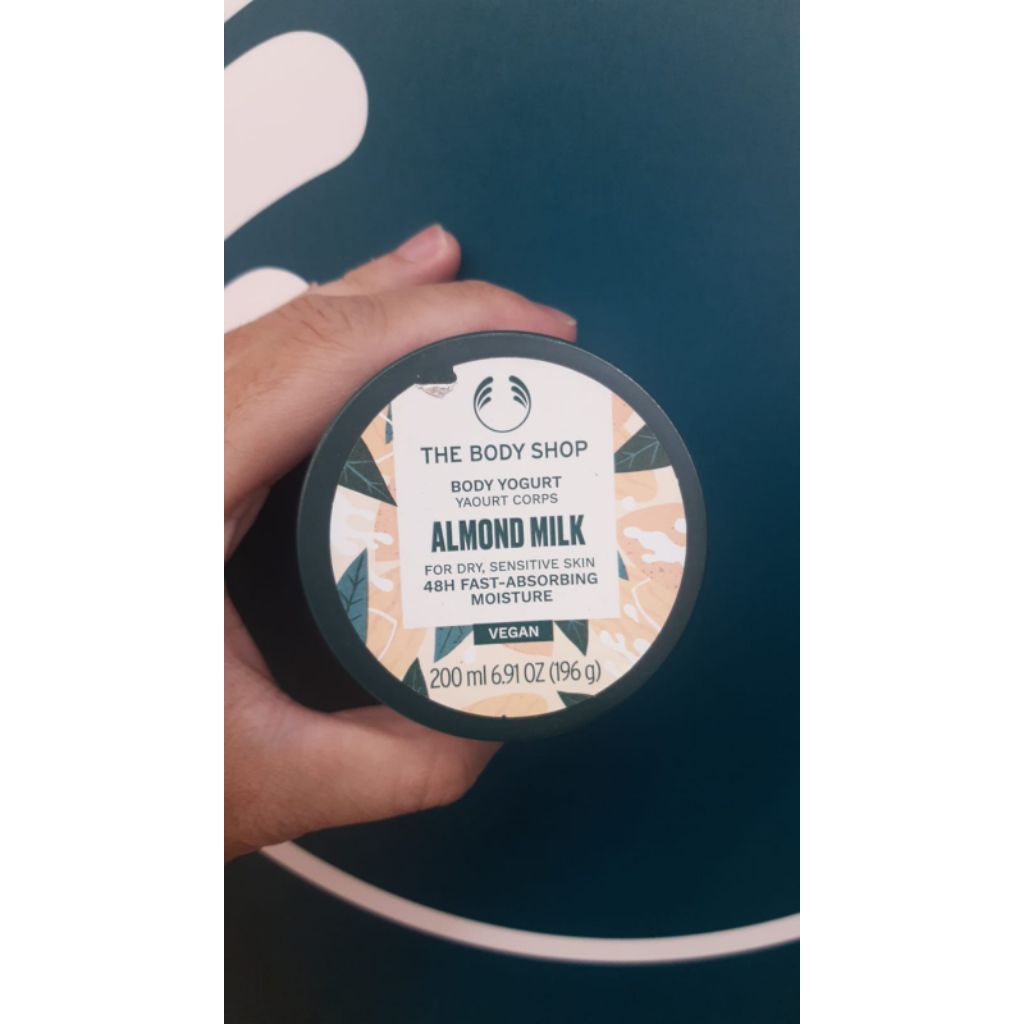 THE BODY SHOP
BODY YOGURT
YAOURT CORPS
ALMOND MILK
FOR DRY, SENSITIVE SKIN
48H FAST-ABSORBING
MOISTURE
VEGAN
200 ml 6.91 OZ (196 g)